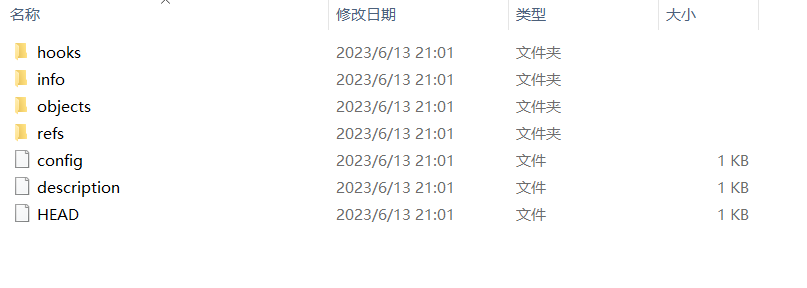 名称 修改日期 类型 大小
hooks 2023/6/13 21:01 文件夹
info 2023/6/13 21:01 文件夹
objects 2023/6/13 21:01 文件夹
refs 2023/6/13 21:01 文件夹
config 2023/6/13 21:01 文件 1 KB
description 2023/6/13 21:01 文件 1 KB
HEAD 2023/6/13 21:01 文件 1 KB